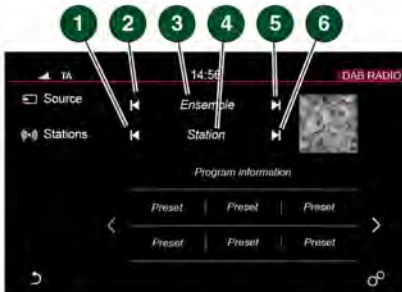 1 2 3 4 5 6
TA 14:56 DAB RADIO
Source Ensemble
Stations Station
Program information
Preset Preset Preset
Preset Preset Preset